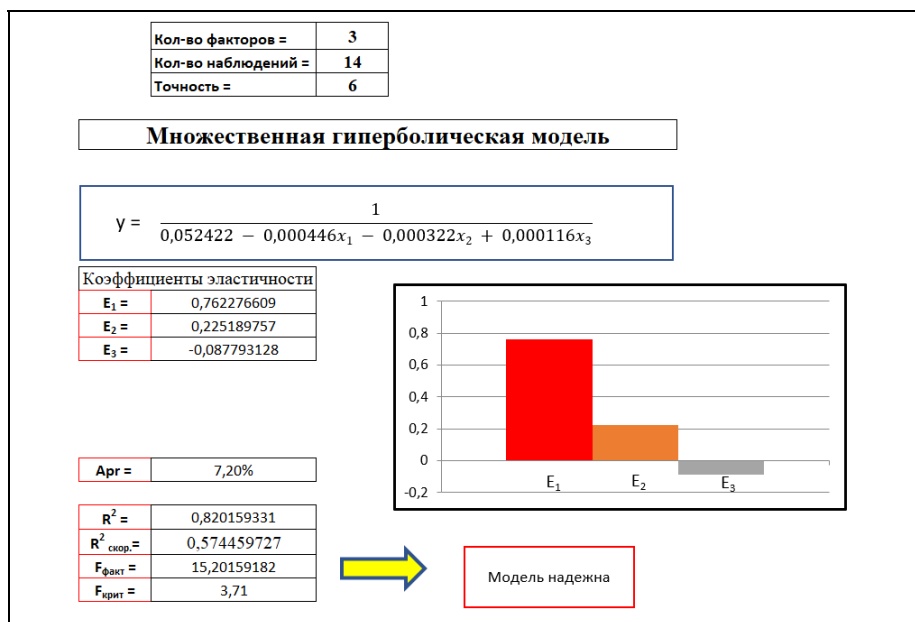 Кол-во факторов = 3
Кол-во наблюдений = 14
Точность = 6
Множественная гиперболическая модель
y = 1 / (0,052422 − 0,000446x₁ − 0,000322x₂ + 0,000116x₃)
Коэффициенты эластичности
E₁ = 0,762276609
E₂ = 0,225189757
E₃ = -0,087793128
1
0,8
0,6
0,4
0,2
0
-0,2
E₁ E₂ E₃
Apr = 7,20%
R² = 0,820159331
R² скор.= 0,574459727
Fфакт = 15,20159182
Fкрит = 3,71
Модель надежна